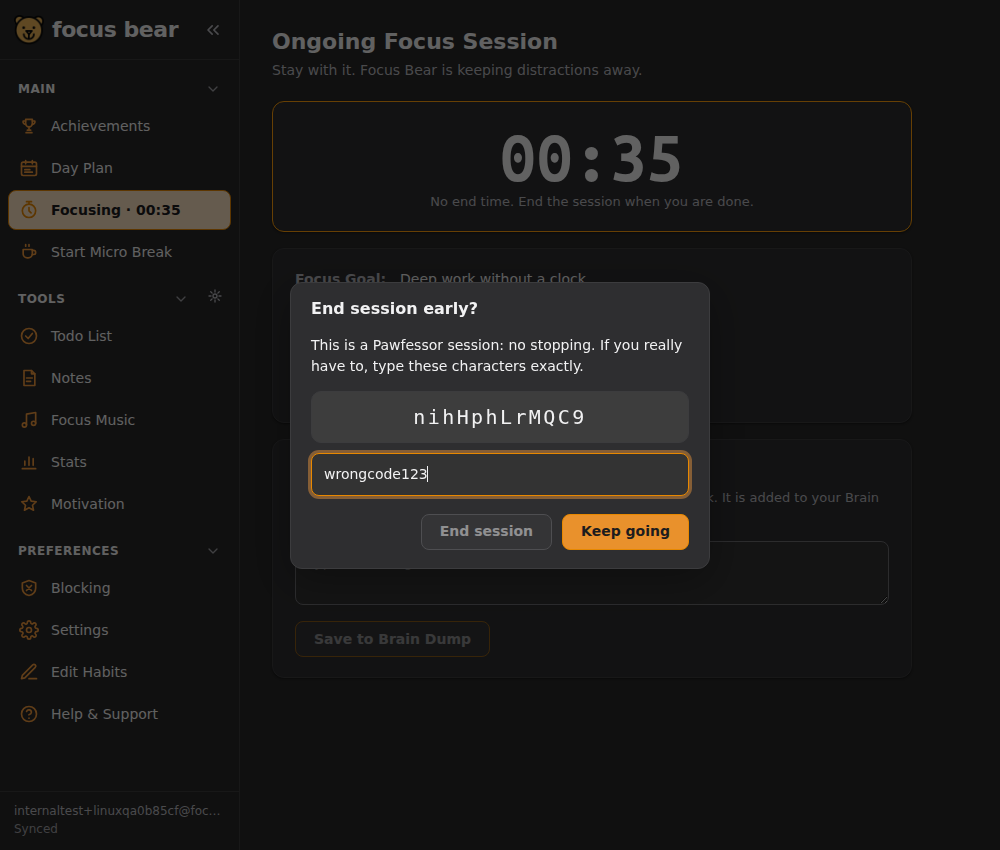 focus bear
MAIN
Achievements
Day Plan
Focusing · 00:35
Start Micro Break
TOOLS
Todo List
Notes
Focus Music
Stats
Motivation
PREFERENCES
Blocking
Settings
Edit Habits
Help & Support
internaltest+linuxqa0b85cf@foc...
Synced
Ongoing Focus Session
Stay with it. Focus Bear is keeping distractions away.
00:35
No end time. End the session when you are done.
Focus Goal: Deep work without a clock
End session early?
This is a Pawfessor session: no stopping. If you really
have to, type these characters exactly.
nihHphLrMQC9
wrongcode123
End session
Keep going
It is added to your Brain
Save to Brain Dump